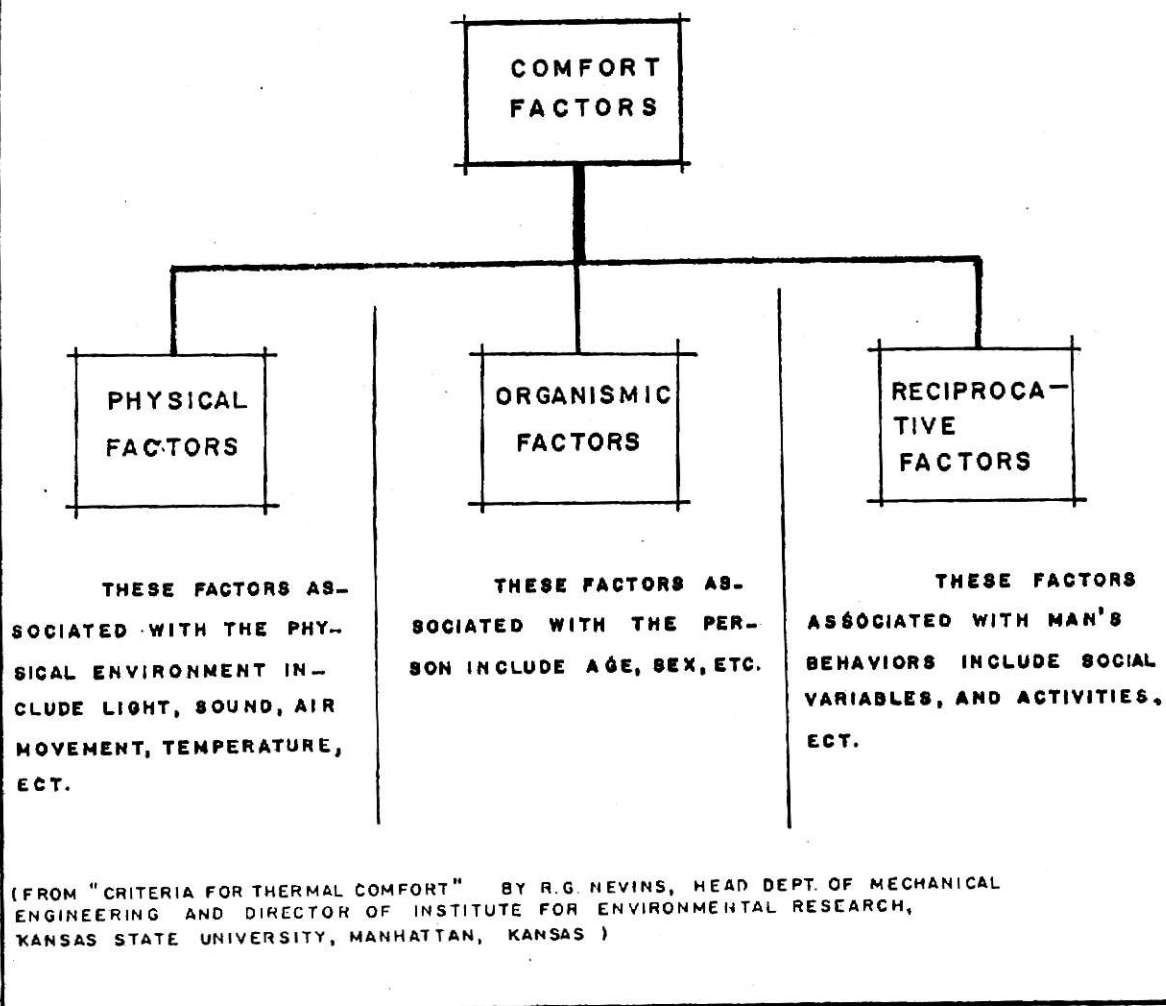 COMFORT
FACTORS
PHYSICAL
FACTORS
ORGANISMIC
FACTORS
RECIPROCA-
TIVE
FACTORS
THESE FACTORS AS-
SOCIATED WITH THE PHY-
SICAL ENVIRONMENT IN-
CLUDE LIGHT, SOUND, AIR
MOVEMENT, TEMPERATURE,
ECT.
THESE FACTORS AS-
SOCIATED WITH THE PER-
SON INCLUDE AGE, SEX, ETC.
THESE FACTORS
ASSOCIATED WITH MAN'S
BEHAVIORS INCLUDE SOCIAL
VARIABLES, AND ACTIVITIES,
ECT.
(FROM "CRITERIA FOR THERMAL COMFORT" BY R.G. NEVINS, HEAD DEPT. OF MECHANICAL
ENGINEERING AND DIRECTOR OF INSTITUTE FOR ENVIRONMENTAL RESEARCH,
KANSAS STATE UNIVERSITY, MANHATTAN, KANSAS )